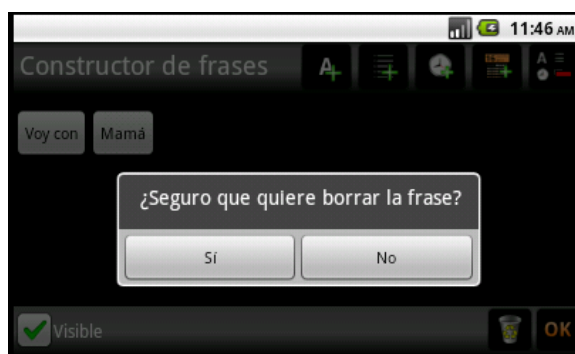 11:46 AM
Constructor de frases
Voy con
Mamá
¿Seguro que quiere borrar la frase?
Sí
No
Visible
OK